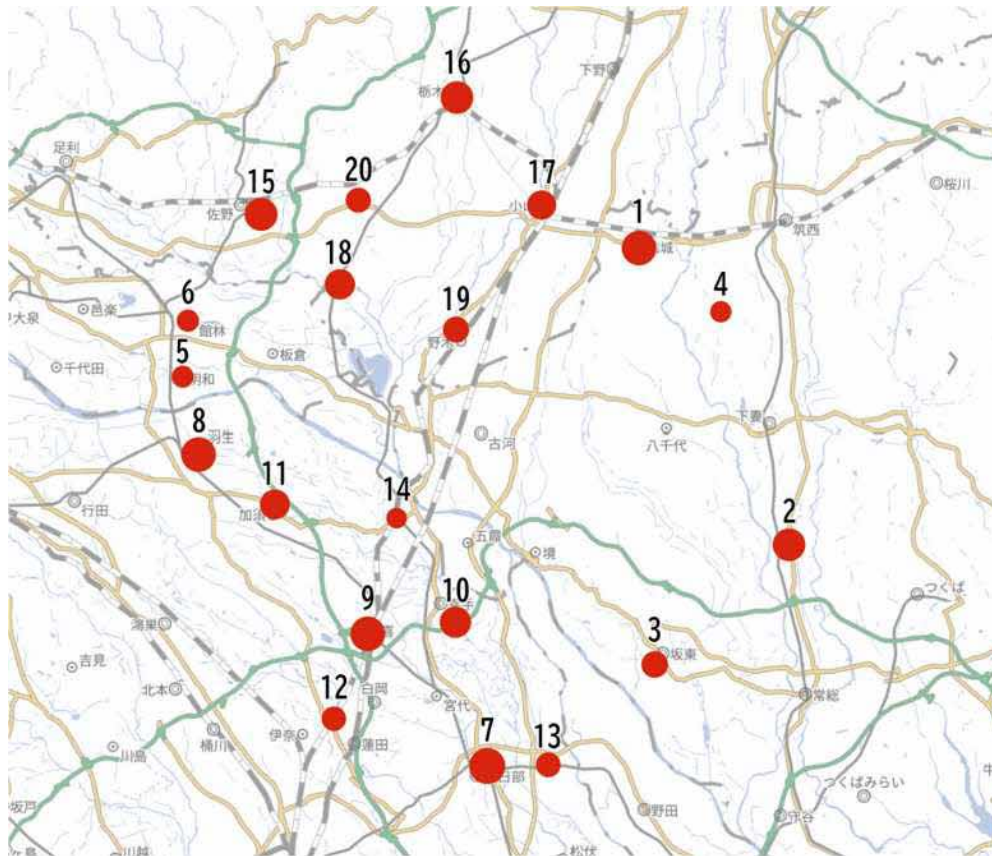 16
栃木
下野
足利
15
佐野
20
17
小山
1
城
筑西
桜川
18
4
6
邑楽
大泉
館林
19
野木
5
千代田
明和
板倉
8
羽生
古河
八千代
下妻
11
加須
行田
14
2
五霞
境
つくば
10
手
9
鴻巣
吉見
3
坂東
北本
12
白岡
宮代
常総
桶川
伊奈
蓮田
7
13
川島
日部
つくばみらい
牛
坂戸
野田
守谷
川越
松伏